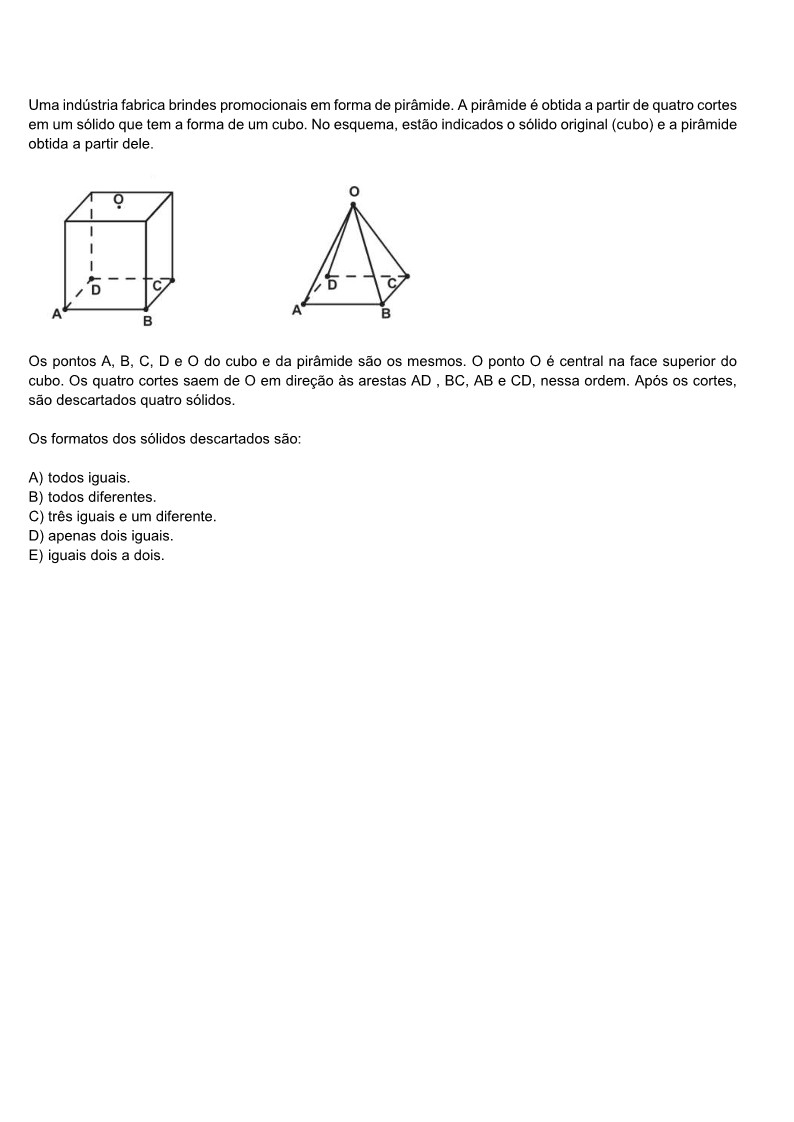 Uma indústria fabrica brindes promocionais em forma de pirâmide. A pirâmide é obtida a partir de quatro cortes
em um sólido que tem a forma de um cubo. No esquema, estão indicados o sólido original (cubo) e a pirâmide
obtida a partir dele.
O
D
C
A
B
O
D
C
A
B
Os pontos A, B, C, D e O do cubo e da pirâmide são os mesmos. O ponto O é central na face superior do
cubo. Os quatro cortes saem de O em direção às arestas AD , BC, AB e CD, nessa ordem. Após os cortes,
são descartados quatro sólidos.
Os formatos dos sólidos descartados são:
A) todos iguais.
B) todos diferentes.
C) três iguais e um diferente.
D) apenas dois iguais.
E) iguais dois a dois.